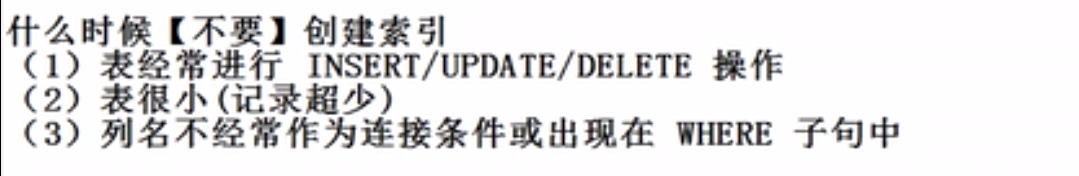 什么时候【不要】创建索引
（1）表经常进行 INSERT/UPDATE/DELETE 操作
（2）表很小(记录超少)
（3）列名不经常作为连接条件或出现在 WHERE 子句中